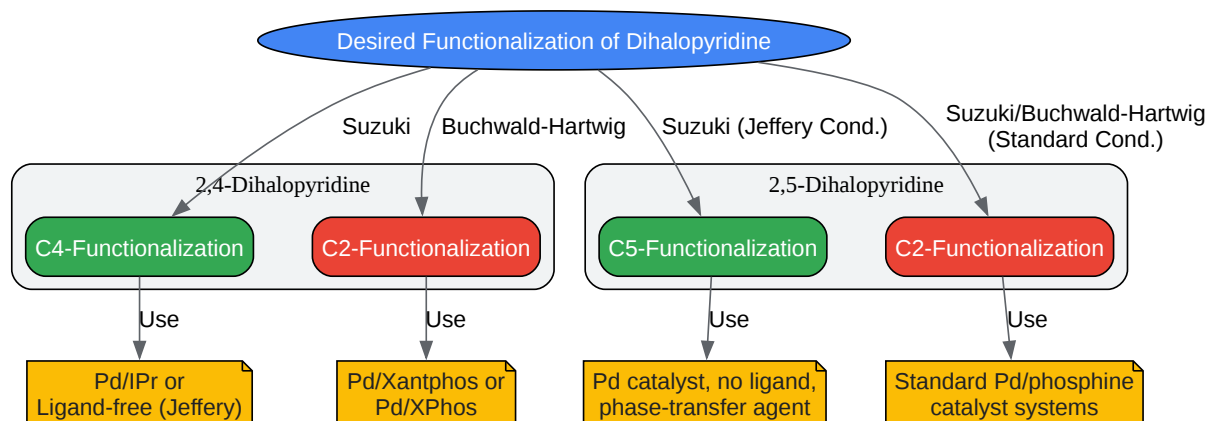 Desired Functionalization of Dihalopyridine
Suzuki
Buchwald-Hartwig
Suzuki (Jeffery Cond.)
Suzuki/Buchwald-Hartwig
(Standard Cond.)
2,4-Dihalopyridine
2,5-Dihalopyridine
C4-Functionalization
C2-Functionalization
C5-Functionalization
C2-Functionalization
Use
Use
Use
Use
Pd/IPr or
Ligand-free (Jeffery)
Pd/Xantphos or
Pd/XPhos
Pd catalyst, no ligand,
phase-transfer agent
Standard Pd/phosphine
catalyst systems